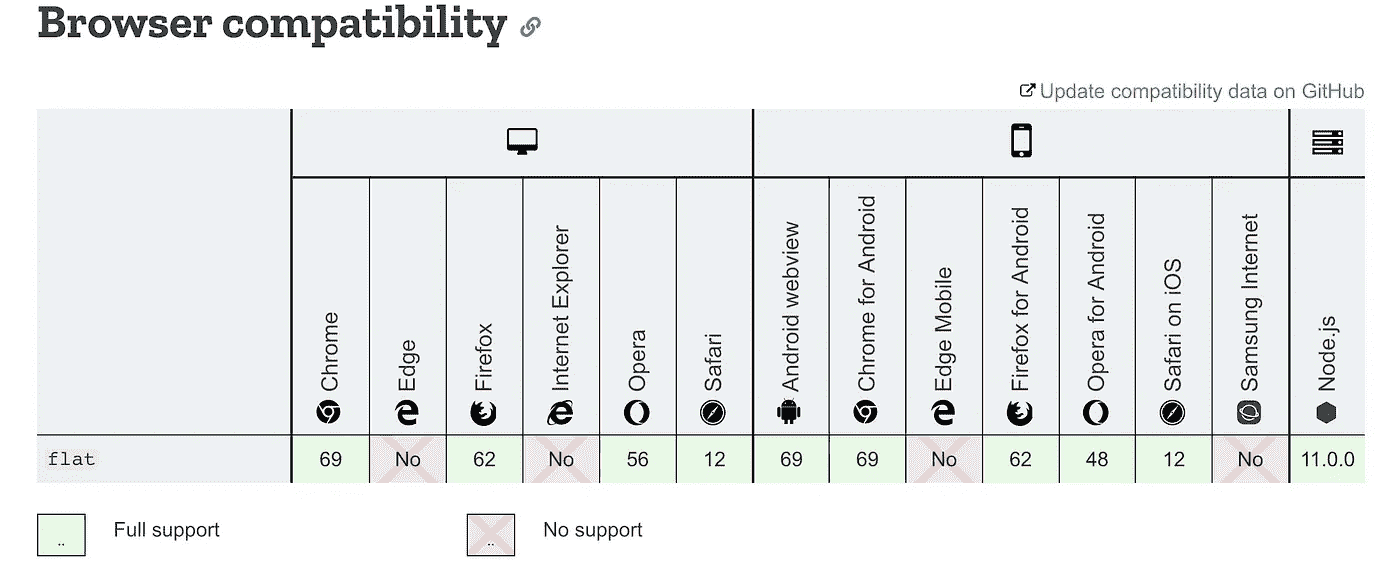 Browser compatibility
Update compatibility data on GitHub
Chrome
Edge
Firefox
Internet Explorer
Opera
Safari
Android webview
Chrome for Android
Edge Mobile
Firefox for Android
Opera for Android
Safari on iOS
Samsung Internet
Node.js
flat 69 No 62 No 56 12 69 69 No 62 48 12 No 11.0.0
.. Full support .. No support